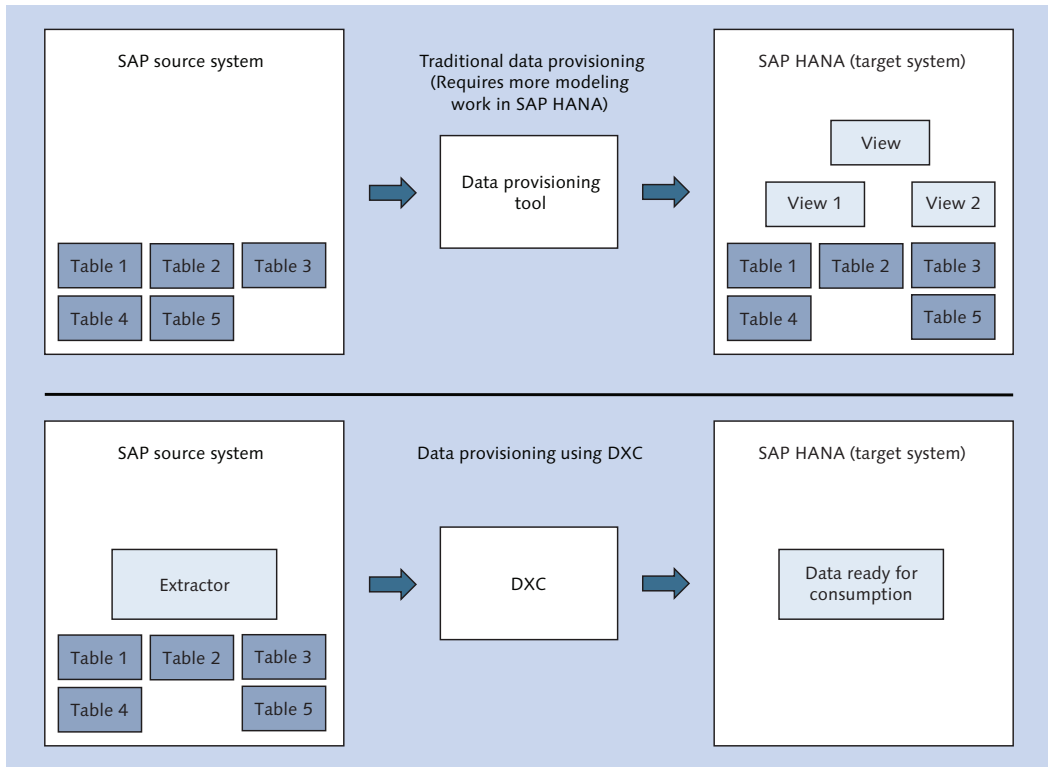 SAP source system
Traditional data provisioning
(Requires more modeling
work in SAP HANA)
SAP HANA (target system)
Data provisioning
tool
View
View 1
View 2
Table 1
Table 2
Table 3
Table 4
Table 5
Table 1
Table 2
Table 3
Table 4
Table 5
SAP source system
Data provisioning using DXC
SAP HANA (target system)
Extractor
DXC
Data ready for
consumption
Table 1
Table 2
Table 3
Table 4
Table 5